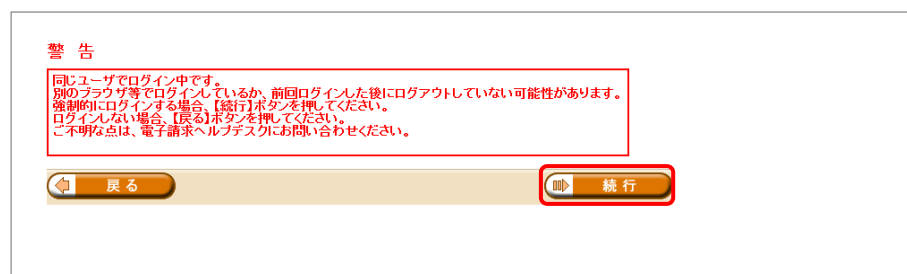 警 告
同じユーザでログイン中です。
別のブラウザ等でログインしているか、前回ログインした後にログアウトしていない可能性があります。
強制的にログインする場合、【続行】ボタンを押してください。
ログインしない場合、【戻る】ボタンを押してください。
ご不明な点は、電子請求ヘルプデスクにお問い合わせください。
戻 る
続 行